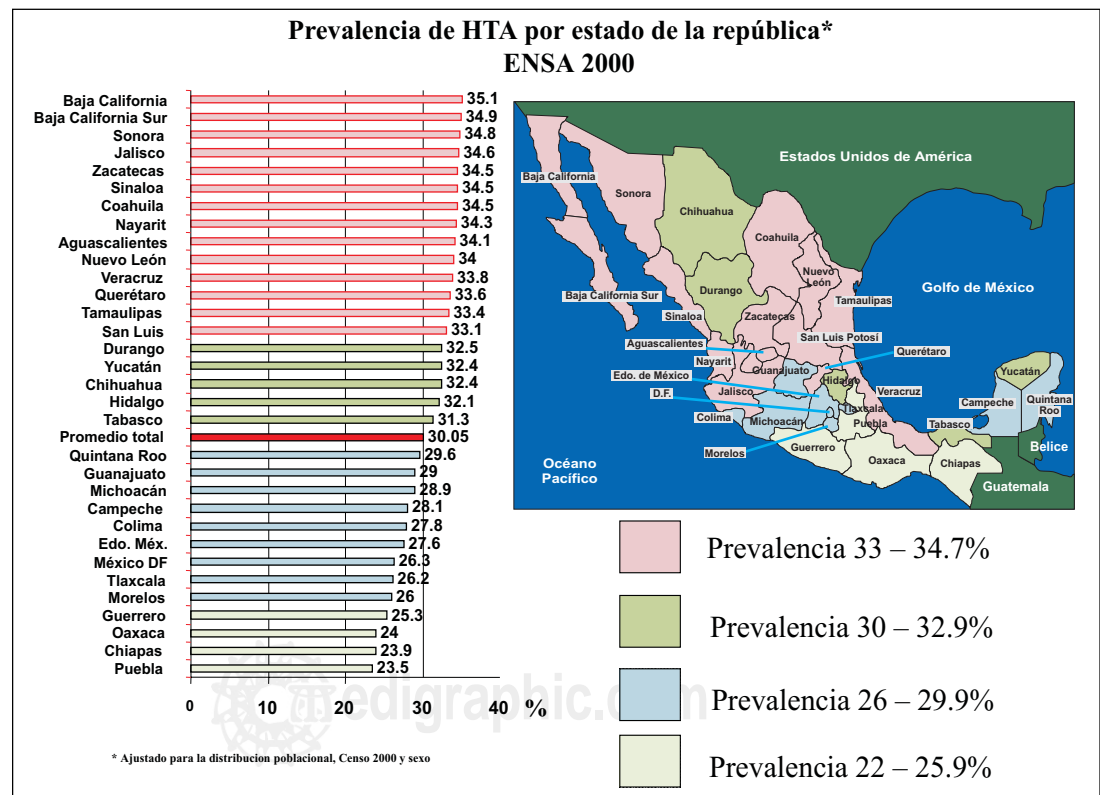 Prevalencia de HTA por estado de la república*
ENSA 2000
Baja California 35.1
Baja California Sur 34.9
Sonora 34.8
Jalisco 34.6
Zacatecas 34.5
Sinaloa 34.5
Coahuila 34.5
Nayarit 34.3
Aguascalientes 34.1
Nuevo León 34
Veracruz 33.8
Querétaro 33.6
Tamaulipas 33.4
San Luis 33.1
Durango 32.5
Yucatán 32.4
Chihuahua 32.4
Hidalgo 32.1
Tabasco 31.3
Promedio total 30.05
Quintana Roo 29.6
Guanajuato 29
Michoacán 28.9
Campeche 28.1
Colima 27.8
Edo. Méx. 27.6
México DF 26.3
Tlaxcala 26.2
Morelos 26
Guerrero 25.3
Oaxaca 24
Chiapas 23.9
Puebla 23.5
0 10 20 30 40 %
* Ajustado para la distribucion poblacional, Censo 2000 y sexo
Estados Unidos de América
Baja California
Sonora
Chihuahua
Coahuila
Nuevo
León
Durango
Golfo de México
Baja California Sur
Tamaulipas
Sinaloa
Zacatecas
San Luis Potosí
Aguascalientes
Querétaro
Nayarit
Guanajuato
Edo. de México
Hidalgo
Yucatán
D.F.
Jalisco
Veracruz
Campeche
Quintana
Roo
Tlaxcala
Colima
Michoacán
Puebla
Tabasco
Morelos
Guerrero
Belice
Oaxaca
Chiapas
Océano
Pacífico
Guatemala
Prevalencia 33 – 34.7%
Prevalencia 30 – 32.9%
Prevalencia 26 – 29.9%
Prevalencia 22 – 25.9%
edigraphic.com